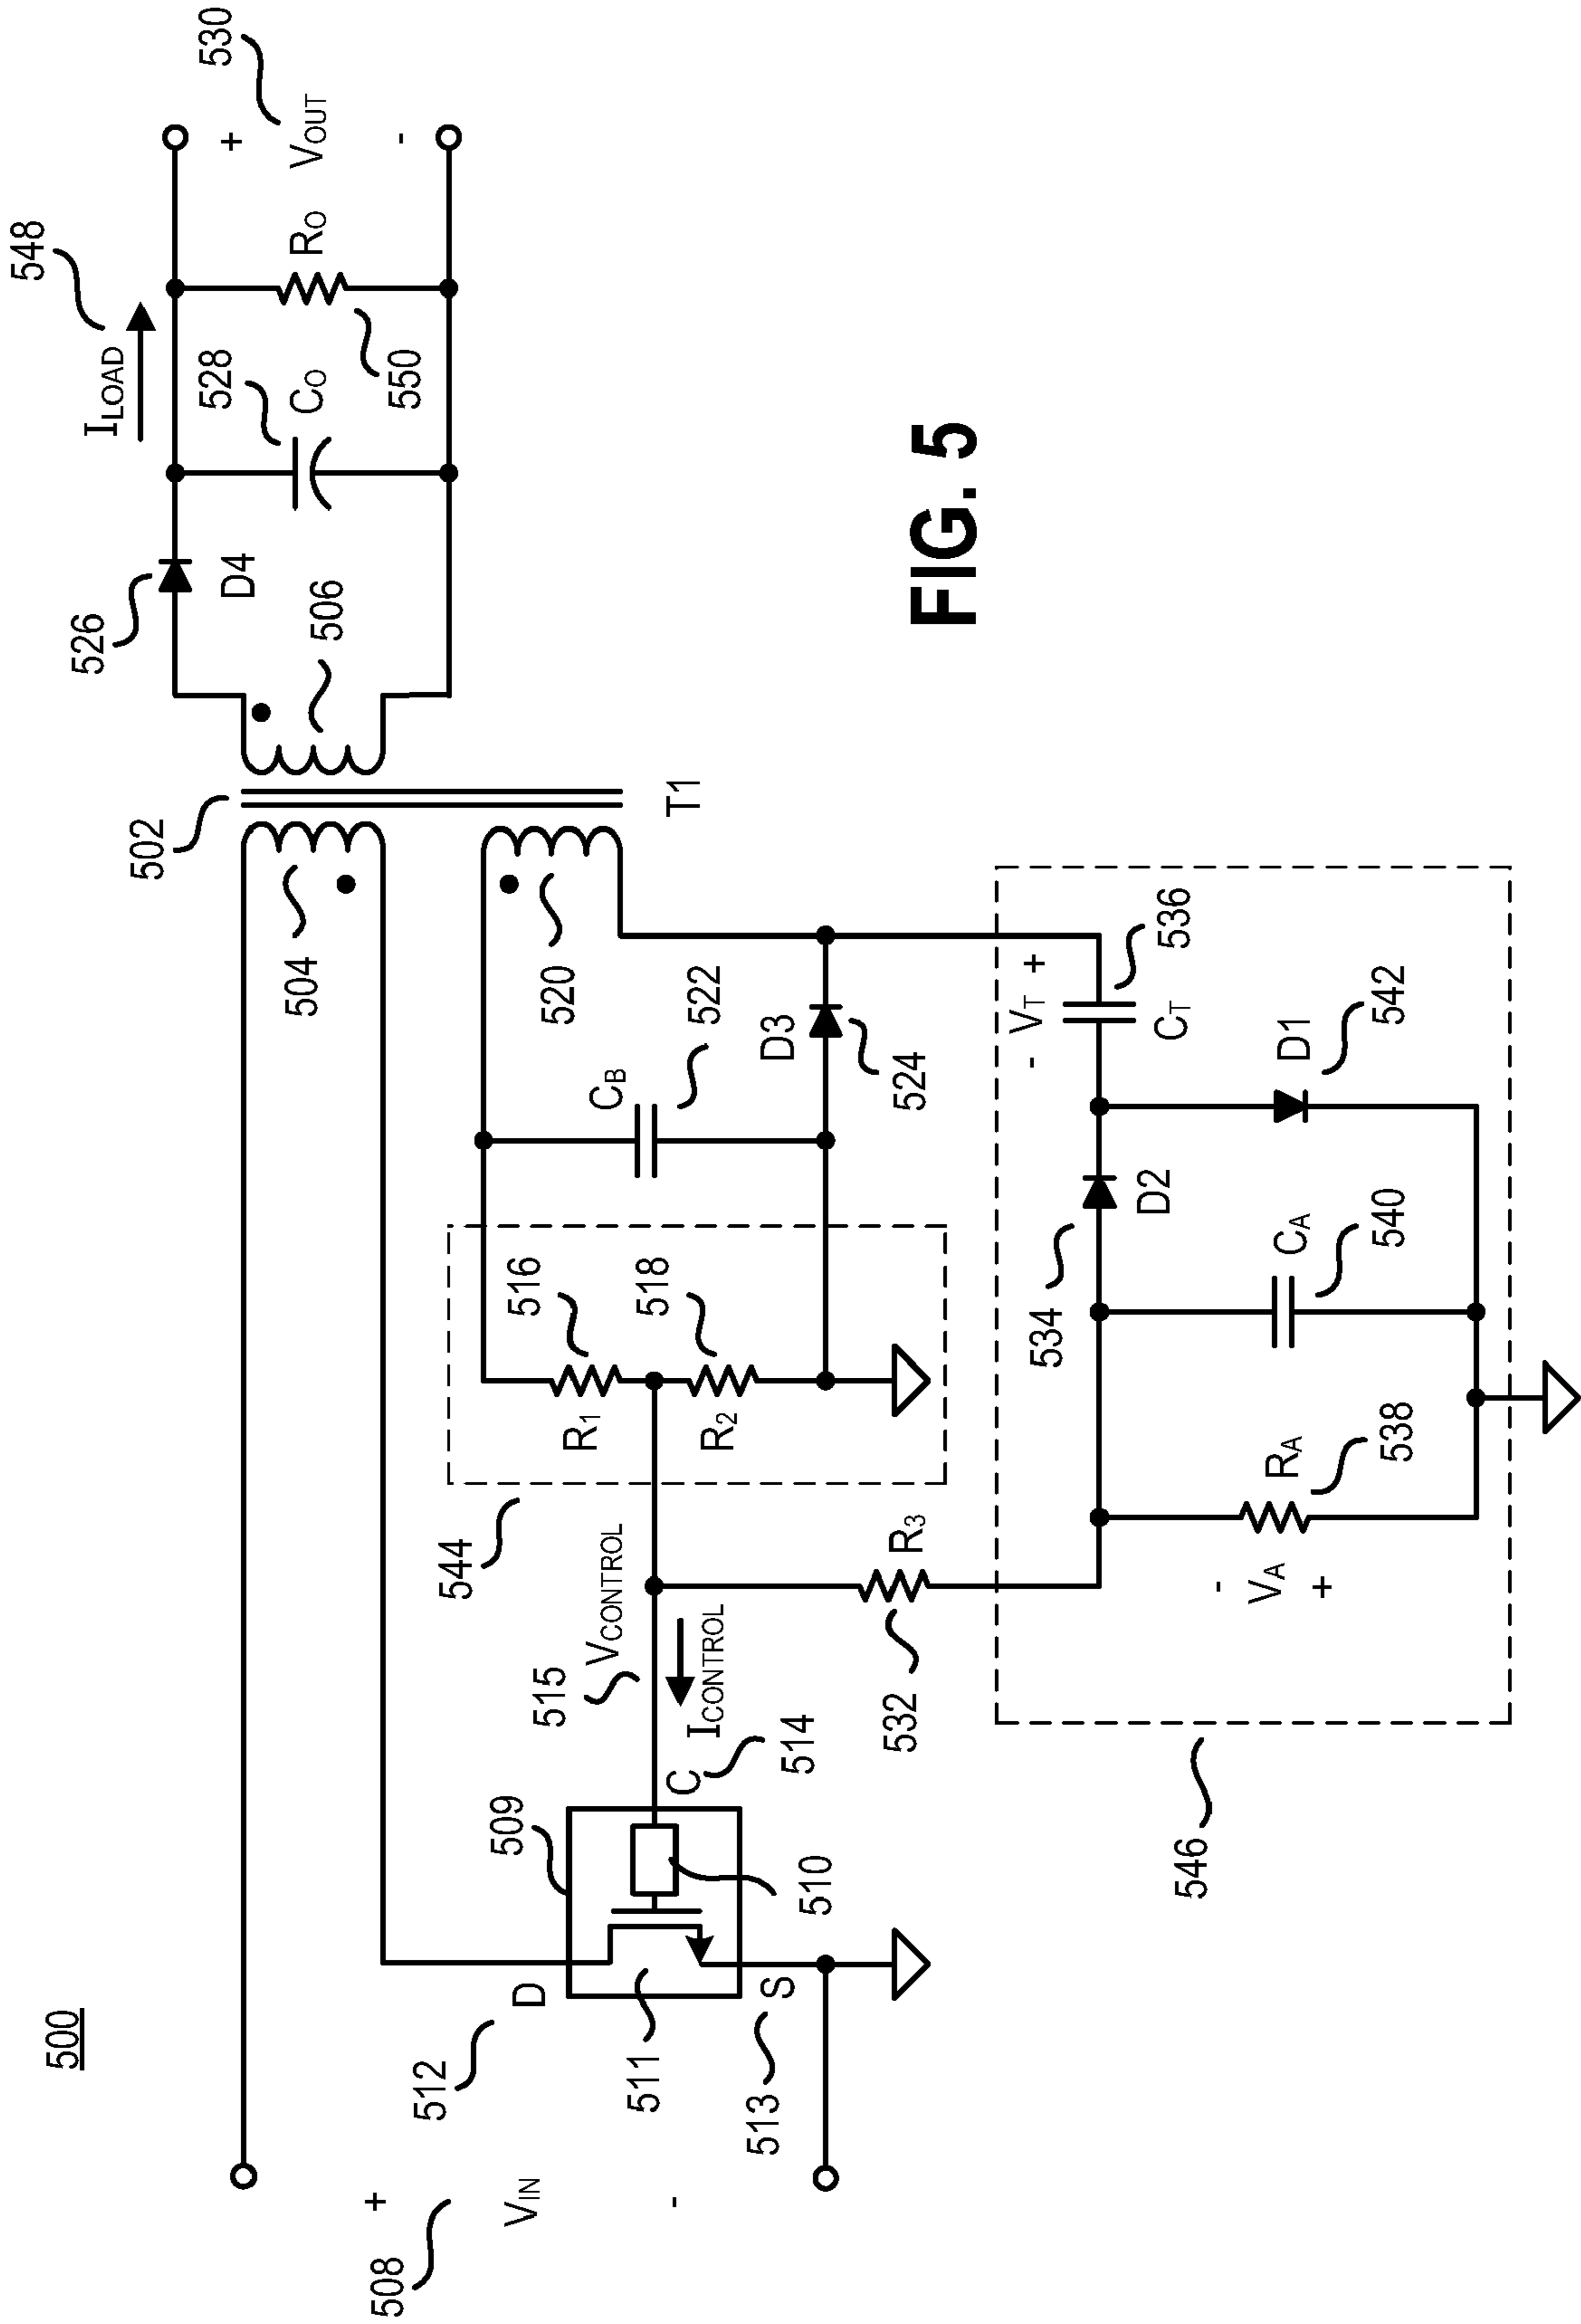 500
508
+
VIN
-
512
D
511
513
S
509
510
C
514
515
VCONTROL
ICONTROL
544
R1
516
R2
518
532
R3
CB
522
D3
524
504
520
502
T1
506
526
D4
528
CO
ILOAD
548
550
RO
+
VOUT
-
530
546
-
VA
+
RA
538
534
D2
CA
540
- VT +
CT
536
D1
542
FIG. 5